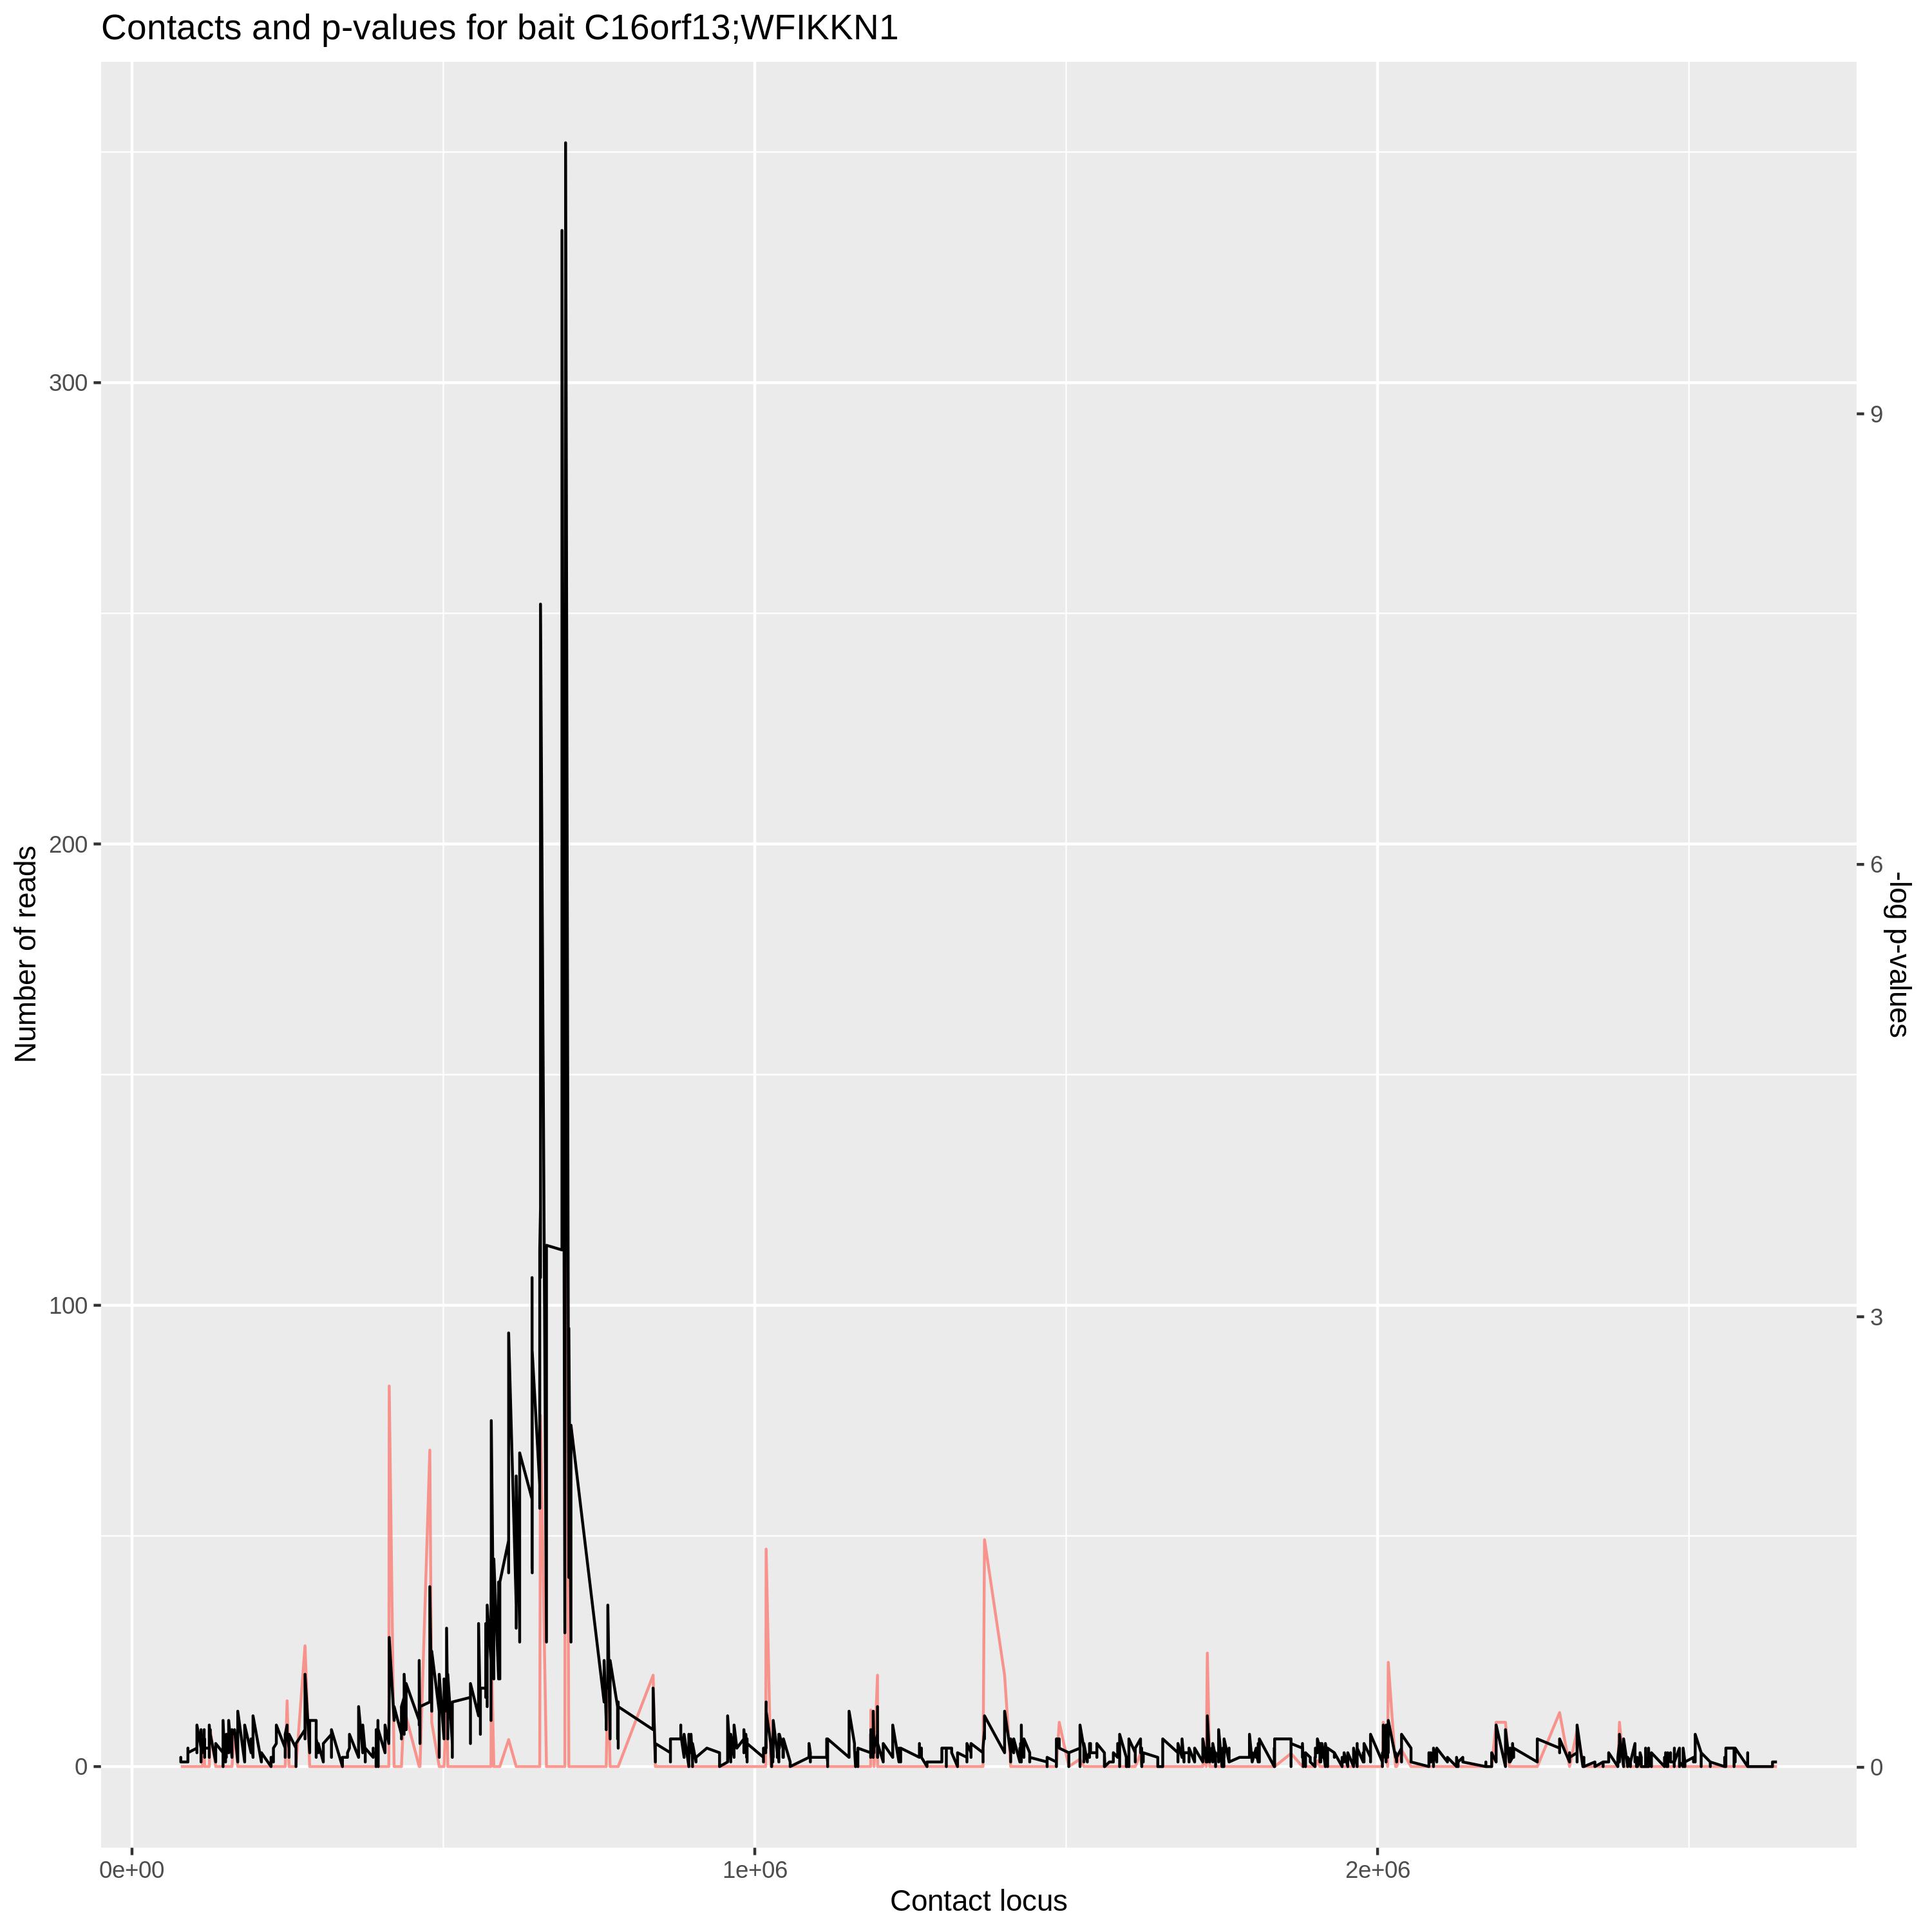 Contacts and p-values for bait C16orf13;WFIKKN1
Number of reads
300
200
100
0
9
6
3
0
-log p-values
0e+00
1e+06
2e+06
Contact locus